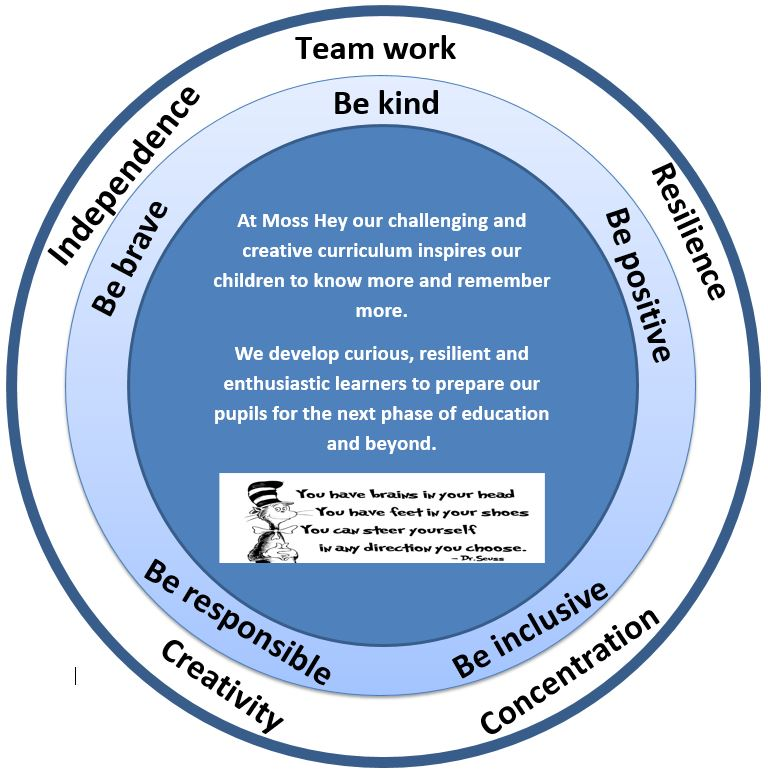 Team work
Be kind
Independence
Be brave
Resilience
Be positive
At Moss Hey our challenging and
creative curriculum inspires our
children to know more and remember
more.
We develop curious, resilient and
enthusiastic learners to prepare our
pupils for the next phase of education
and beyond.
You have brains in your head
You have feet in your shoes
You can steer yourself
in any direction you choose.
- Dr. Seuss
Be responsible
Creativity
Be inclusive
Concentration